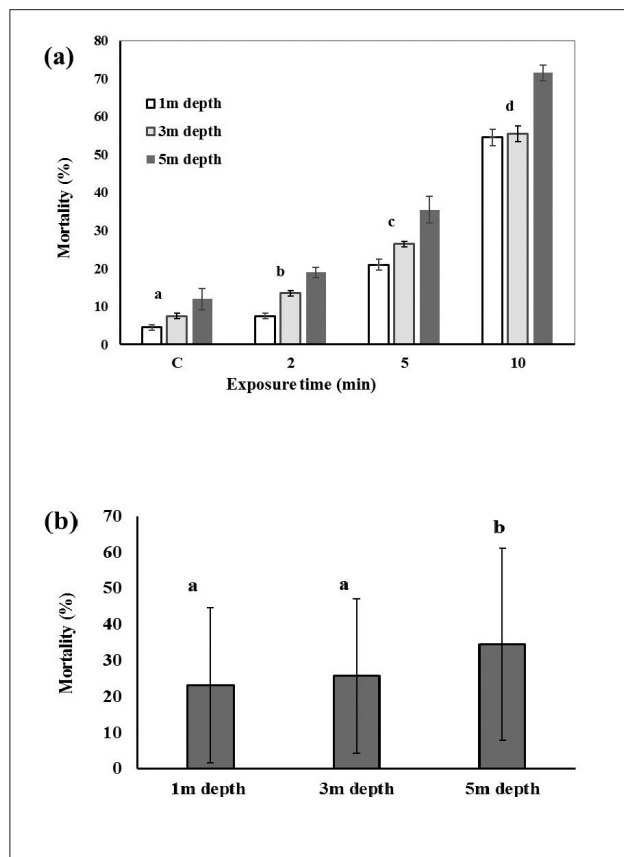 (a)
80
70
60
50
40
30
20
10
0
Mortality (%)
1m depth
3m depth
5m depth
a
b
c
d
C 2 5 10
Exposure time (min)
(b)
70
60
50
40
30
20
10
0
Mortality (%)
a a b
1m depth 3m depth 5m depth